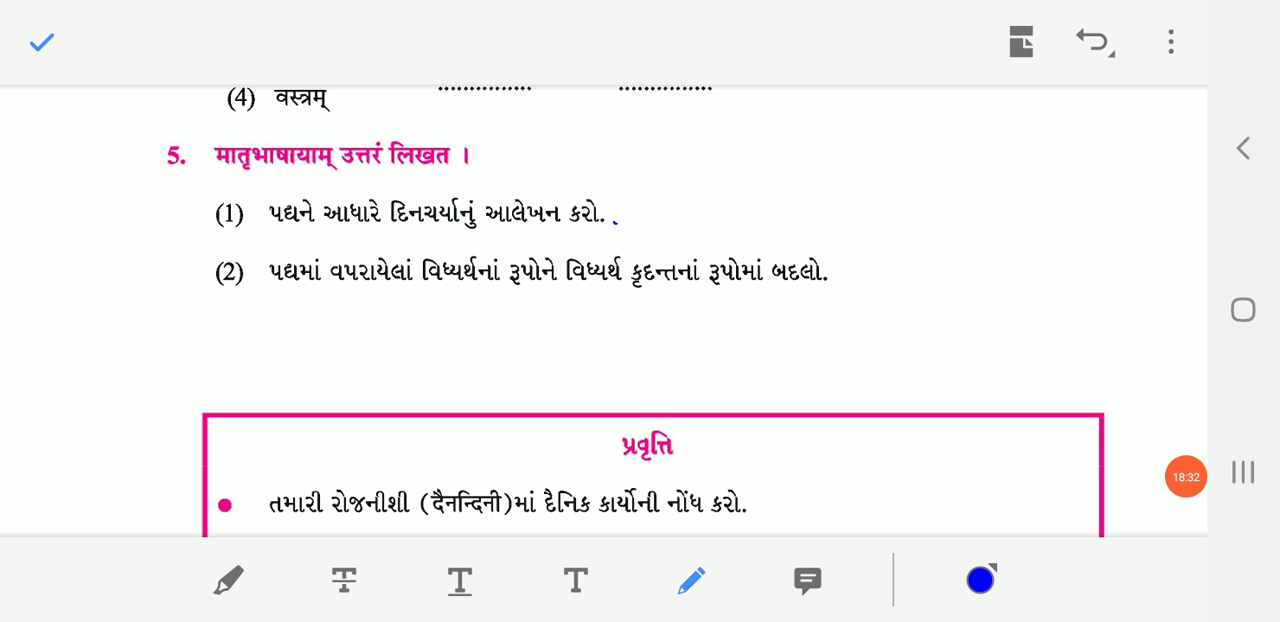 (4) वस्त्रम् ............... ...............
5. मातृभाषायाम् उत्तरं लिखत ।
(1) પદ્યને આધારે દિનચર્યાનું આલેખન કરો.
(2) પદ્યમાં વપરાયેલાં વિધ્યર્થનાં રૂપોને વિધ્યર્થ કૃદન્તનાં રૂપોમાં બદલો.
પ્રવૃત્તિ
● તમારી રોજનીશી (दैनन्दिनी)માં દૈનિક કાર્યોની નોંધ કરો.
18:32